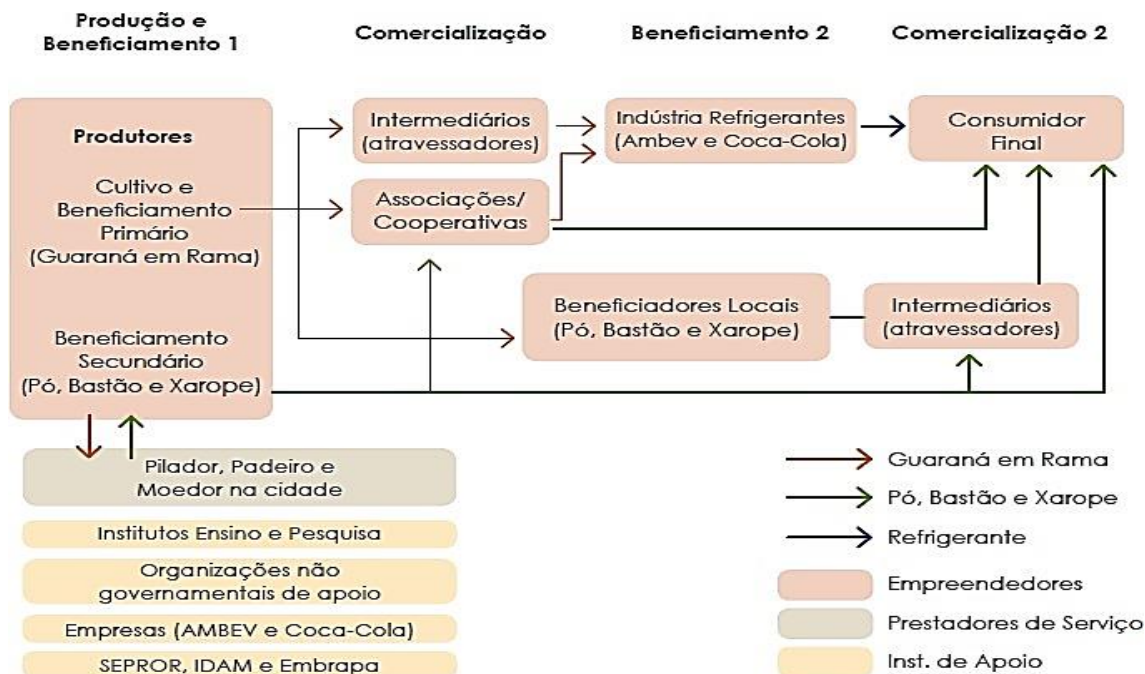 Produção e
Beneficiamento 1
Comercialização
Beneficiamento 2
Comercialização 2
Produtores
Cultivo e
Beneficiamento
Primário
(Guaraná em Rama)
Beneficiamento
Secundário
(Pó, Bastão e Xarope)
Intermediários
(atravessadores)
Associações/
Cooperativas
Indústria Refrigerantes
(Ambev e Coca-Cola)
Consumidor
Final
Beneficiadores Locais
(Pó, Bastão e Xarope)
Intermediários
(atravessadores)
Pilador, Padeiro e
Moedor na cidade
Institutos Ensino e Pesquisa
Organizações não
governamentais de apoio
Empresas (AMBEV e Coca-Cola)
SEPROR, IDAM e Embrapa
Guaraná em Rama
Pó, Bastão e Xarope
Refrigerante
Empreendedores
Prestadores de Serviço
Inst. de Apoio